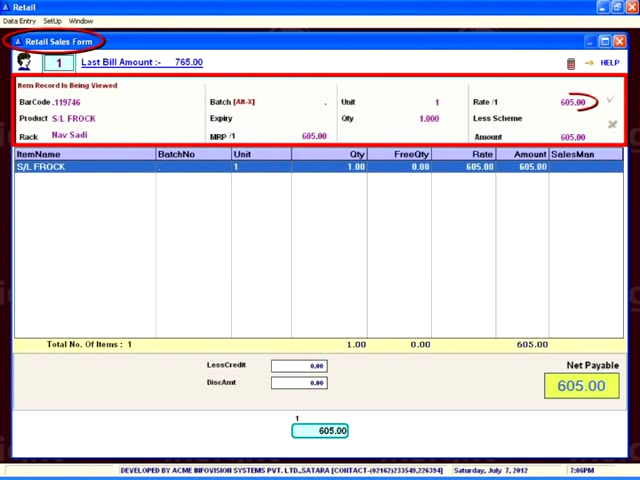 Retail
Data Entry SetUp Window
Retail Sales Form
1 Last Bill Amount :- 765.00 HELP
Item Record Is Being Viewed
BarCode . 119746 Batch [Alt-X] . Unit 1 Rate /1 605.00
Product S/L FROCK Expiry Qty 1.000 Less Scheme
Rack Nav Sadi MRP /1 605.00 Amount 605.00
ItemName BatchNo Unit Qty FreeQty Rate Amount SalesMan
S/L FROCK . 1 1.00 0.00 605.00 605.00
Total No. Of Items : 1 1.00 0.00 605.00
LessCredit 0.00 Net Payable
DiscAmt 0.00 605.00
1
605.00
DEVELOPED BY ACME INFOVISION SYSTEMS PVT. LTD.,SATARA [CONTACT-(02162)233549,226394] Saturday, July 7, 2012 7:06PM